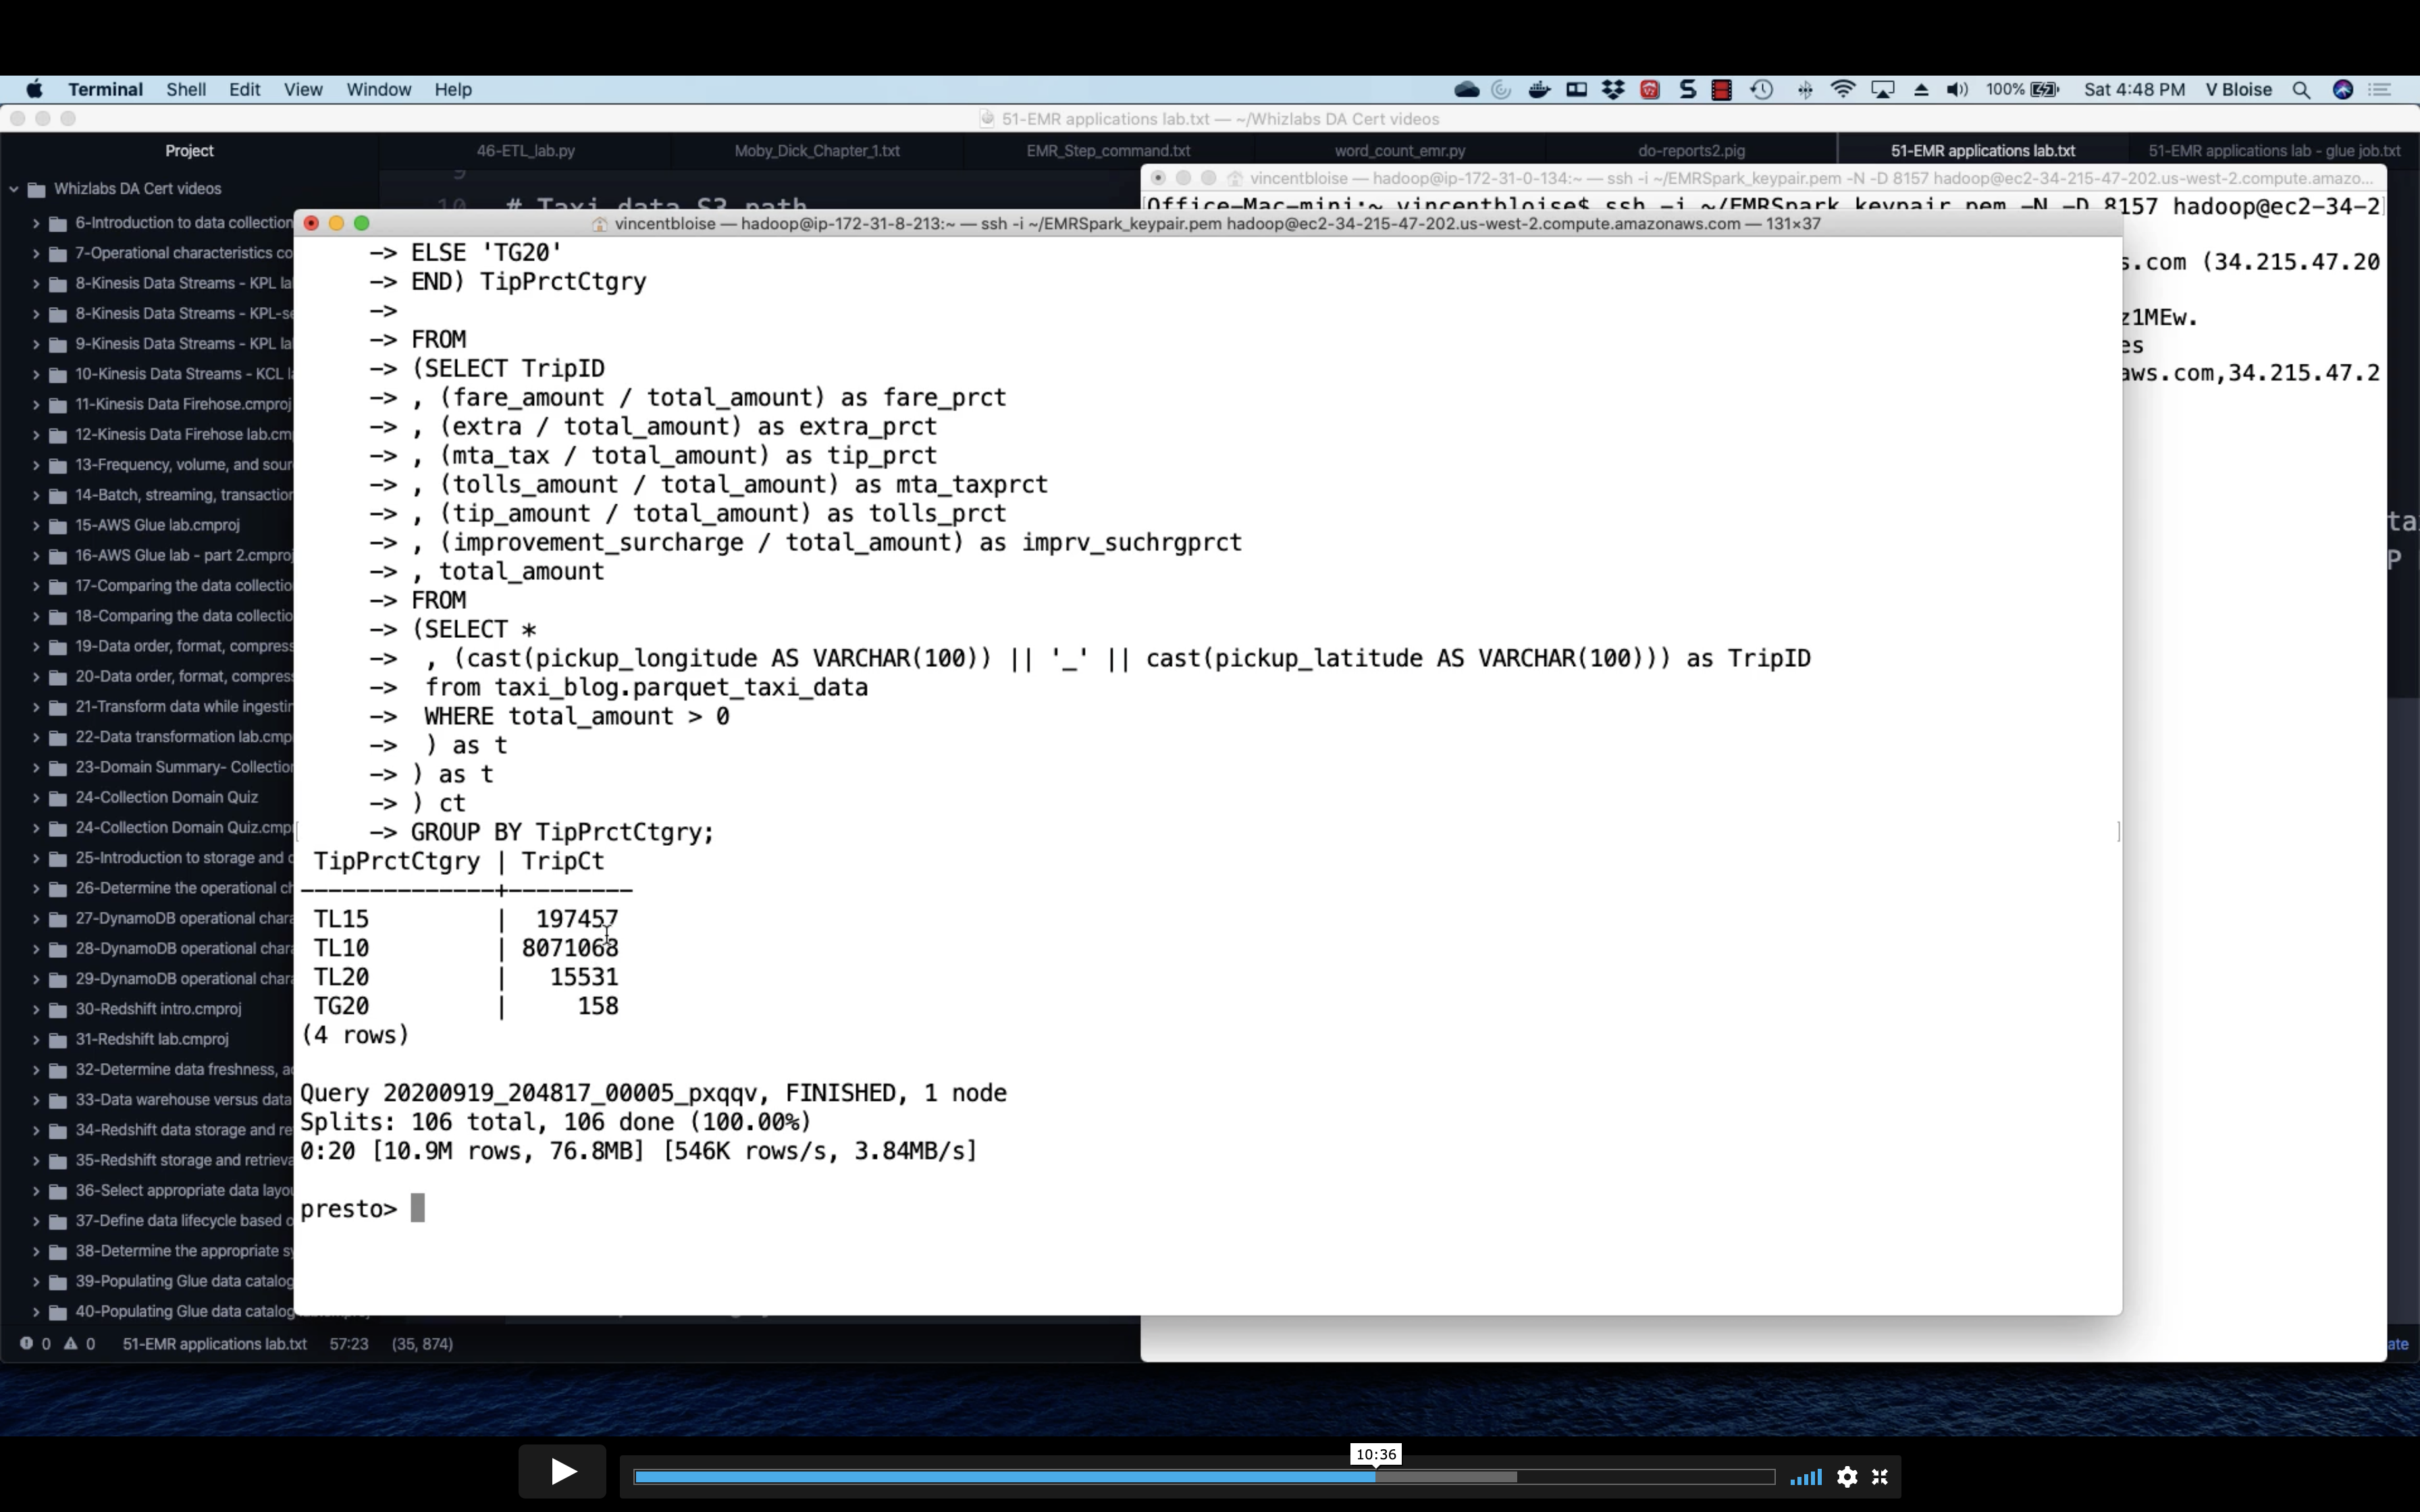 Terminal Shell Edit View Window Help 100% Sat 4:48 PM V Bloise
51-EMR applications lab.txt — ~/Whizlabs DA Cert videos
Project 46-ETL_lab.py Moby_Dick_Chapter_1.txt EMR_Step_command.txt word_count_emr.py do-reports2.pig 51-EMR applications lab.txt 51-EMR applications lab - glue job.txt
Whizlabs DA Cert videos
6-Introduction to data collection
7-Operational characteristics co
8-Kinesis Data Streams - KPL la
8-Kinesis Data Streams - KPL-se
9-Kinesis Data Streams - KPL la
10-Kinesis Data Streams - KCL l
11-Kinesis Data Firehose.cmproj
12-Kinesis Data Firehose lab.cm
13-Frequency, volume, and sour
14-Batch, streaming, transaction
15-AWS Glue lab.cmproj
16-AWS Glue lab - part 2.cmproj
17-Comparing the data collectio
18-Comparing the data collectio
19-Data order, format, compress
20-Data order, format, compress
21-Transform data while ingestin
22-Data transformation lab.cmp
23-Domain Summary- Collection
24-Collection Domain Quiz
24-Collection Domain Quiz.cmp
25-Introduction to storage and d
26-Determine the operational ch
27-DynamoDB operational chara
28-DynamoDB operational chara
29-DynamoDB operational chara
30-Redshift intro.cmproj
31-Redshift lab.cmproj
32-Determine data freshness, a
33-Data warehouse versus data
34-Redshift data storage and re
35-Redshift storage and retrieva
36-Select appropriate data layou
37-Define data lifecycle based o
38-Determine the appropriate sy
39-Populating Glue data catalog
40-Populating Glue data catalog
0 0 51-EMR applications lab.txt 57:23 (35, 874)
10 # Taxi data S3 path
vincentbloise — hadoop@ip-172-31-0-134:~ — ssh -i ~/EMRSpark_keypair.pem -N -D 8157 hadoop@ec2-34-215-47-202.us-west-2.compute.amazo...
Office-Mac-mini:~ vincentbloise$ ssh -i ~/EMRSpark_keypair.pem -N -D 8157 hadoop@ec2-34-2
s.com (34.215.47.20
z1MEw.
es
aws.com,34.215.47.2
ta
P
ate
vincentbloise — hadoop@ip-172-31-8-213:~ — ssh -i ~/EMRSpark_keypair.pem hadoop@ec2-34-215-47-202.us-west-2.compute.amazonaws.com — 131×37
-> ELSE 'TG20'
-> END) TipPrctCtgry
->
-> FROM
-> (SELECT TripID
-> , (fare_amount / total_amount) as fare_prct
-> , (extra / total_amount) as extra_prct
-> , (mta_tax / total_amount) as tip_prct
-> , (tolls_amount / total_amount) as mta_taxprct
-> , (tip_amount / total_amount) as tolls_prct
-> , (improvement_surcharge / total_amount) as imprv_suchrgprct
-> , total_amount
-> FROM
-> (SELECT *
-> , (cast(pickup_longitude AS VARCHAR(100)) || '_' || cast(pickup_latitude AS VARCHAR(100))) as TripID
-> from taxi_blog.parquet_taxi_data
-> WHERE total_amount > 0
-> ) as t
-> ) as t
-> ) ct
-> GROUP BY TipPrctCtgry;
TipPrctCtgry | TripCt
--------------+---------
TL15 | 197457
TL10 | 8071068
TL20 | 15531
TG20 | 158
(4 rows)
Query 20200919_204817_00005_pxqqv, FINISHED, 1 node
Splits: 106 total, 106 done (100.00%)
0:20 [10.9M rows, 76.8MB] [546K rows/s, 3.84MB/s]
presto>
10:36